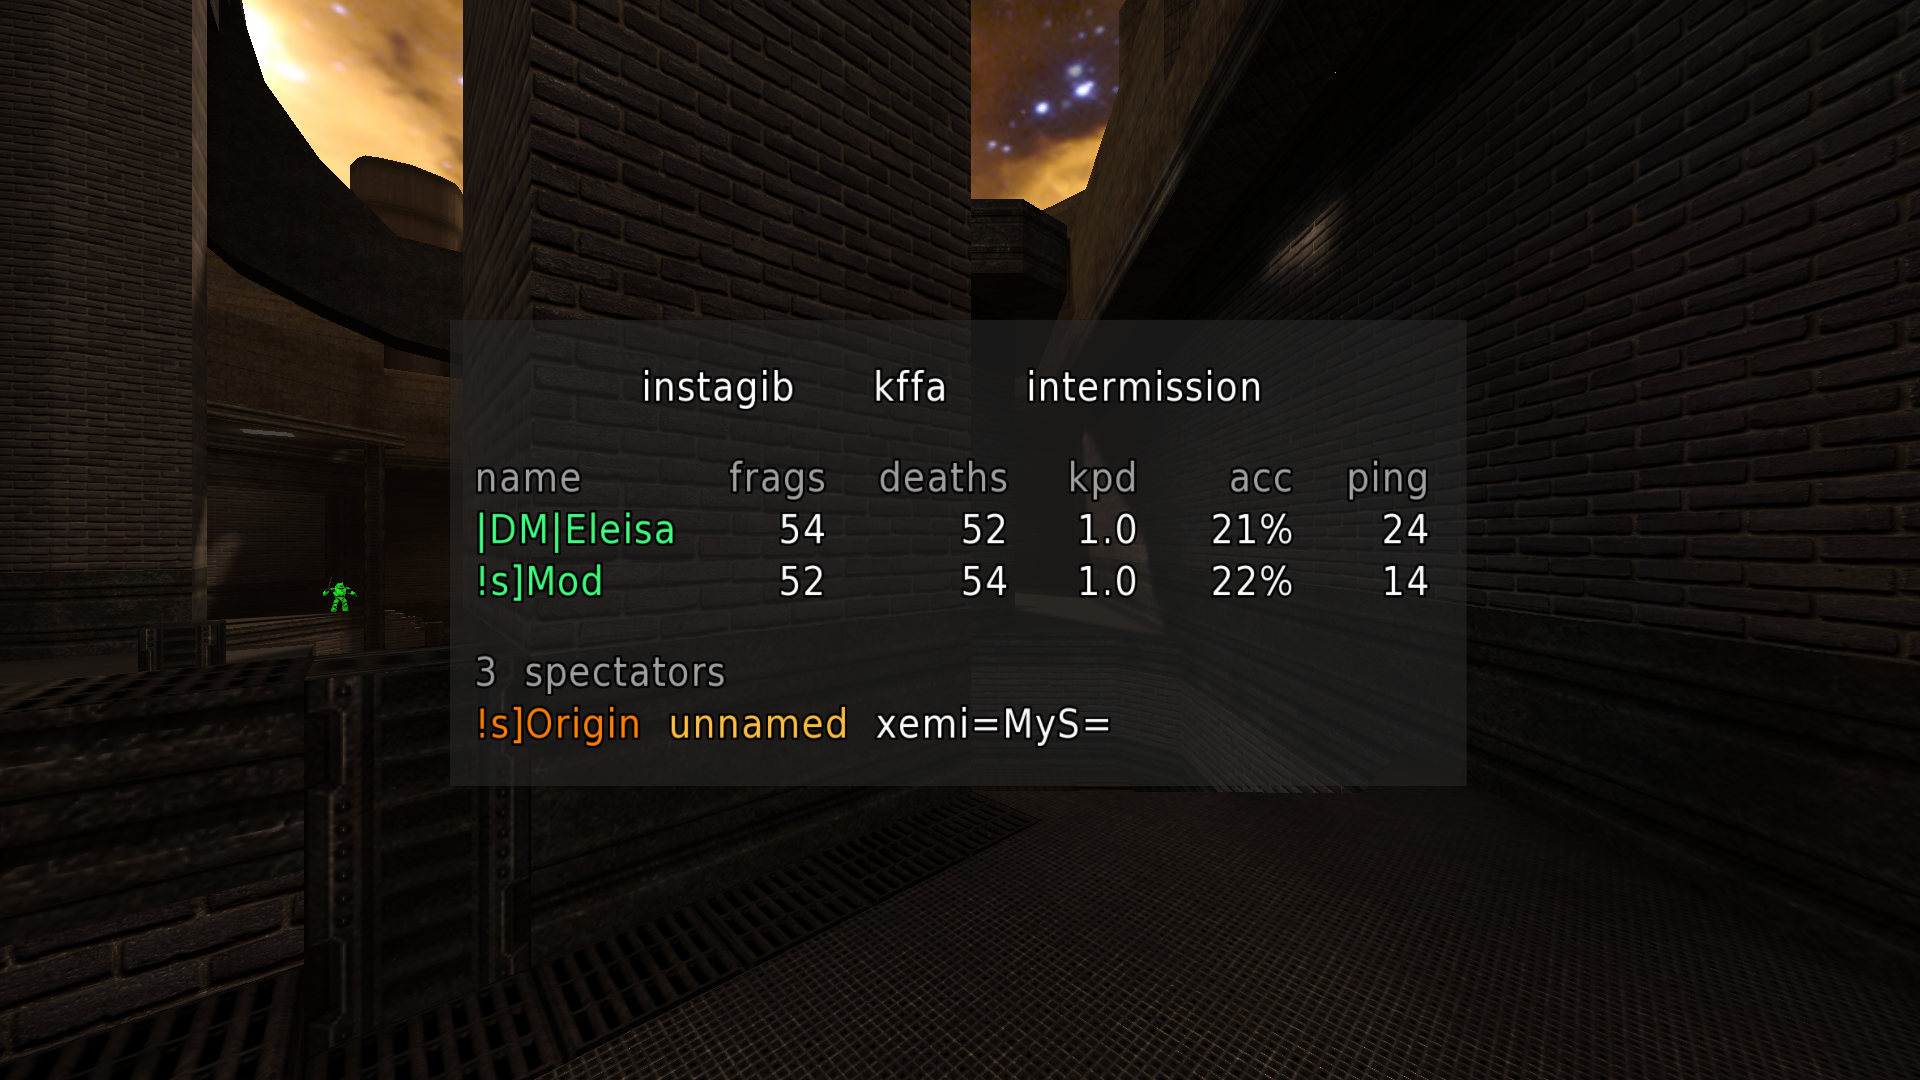 instagib kffa intermission
name frags deaths kpd acc ping
|DM|Eleisa 54 52 1.0 21% 24
!s]Mod 52 54 1.0 22% 14
3 spectators
!s]Origin unnamed xemi=MyS=